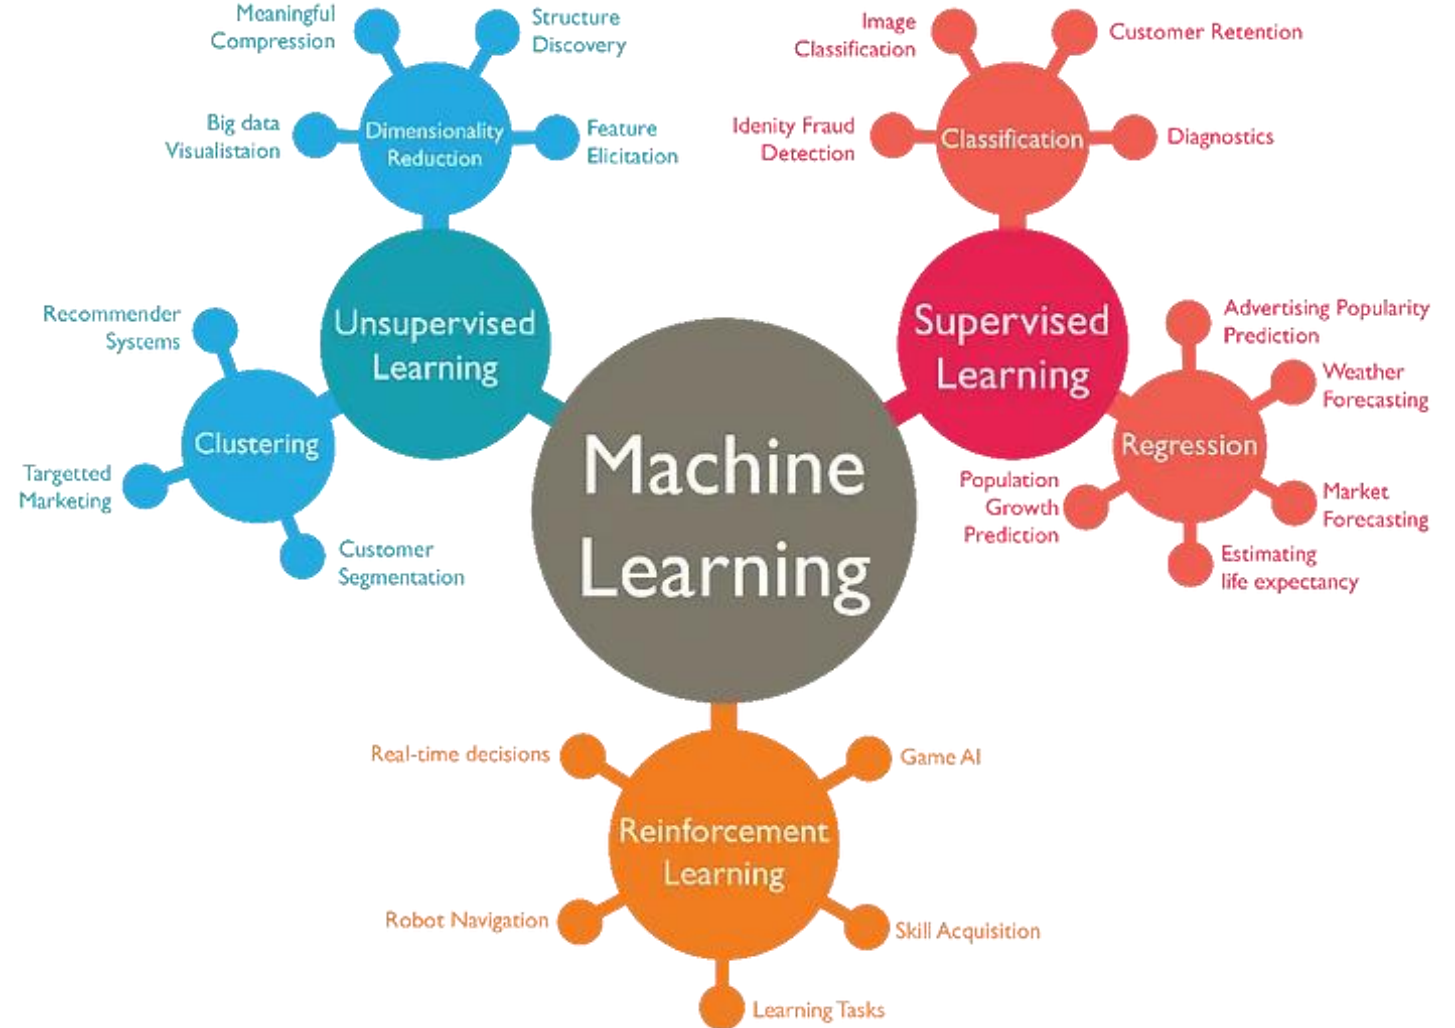 Meaningful
Compression
Structure
Discovery
Big data
Visualistaion
Dimensionality
Reduction
Feature
Elicitation
Image
Classification
Customer Retention
Idenity Fraud
Detection
Classification
Diagnostics
Unsupervised
Learning
Supervised
Learning
Recommender
Systems
Clustering
Targetted
Marketing
Customer
Segmentation
Machine
Learning
Advertising Popularity
Prediction
Weather
Forecasting
Regression
Population
Growth
Prediction
Market
Forecasting
Estimating
life expectancy
Real-time decisions
Game AI
Reinforcement
Learning
Robot Navigation
Skill Acquisition
Learning Tasks